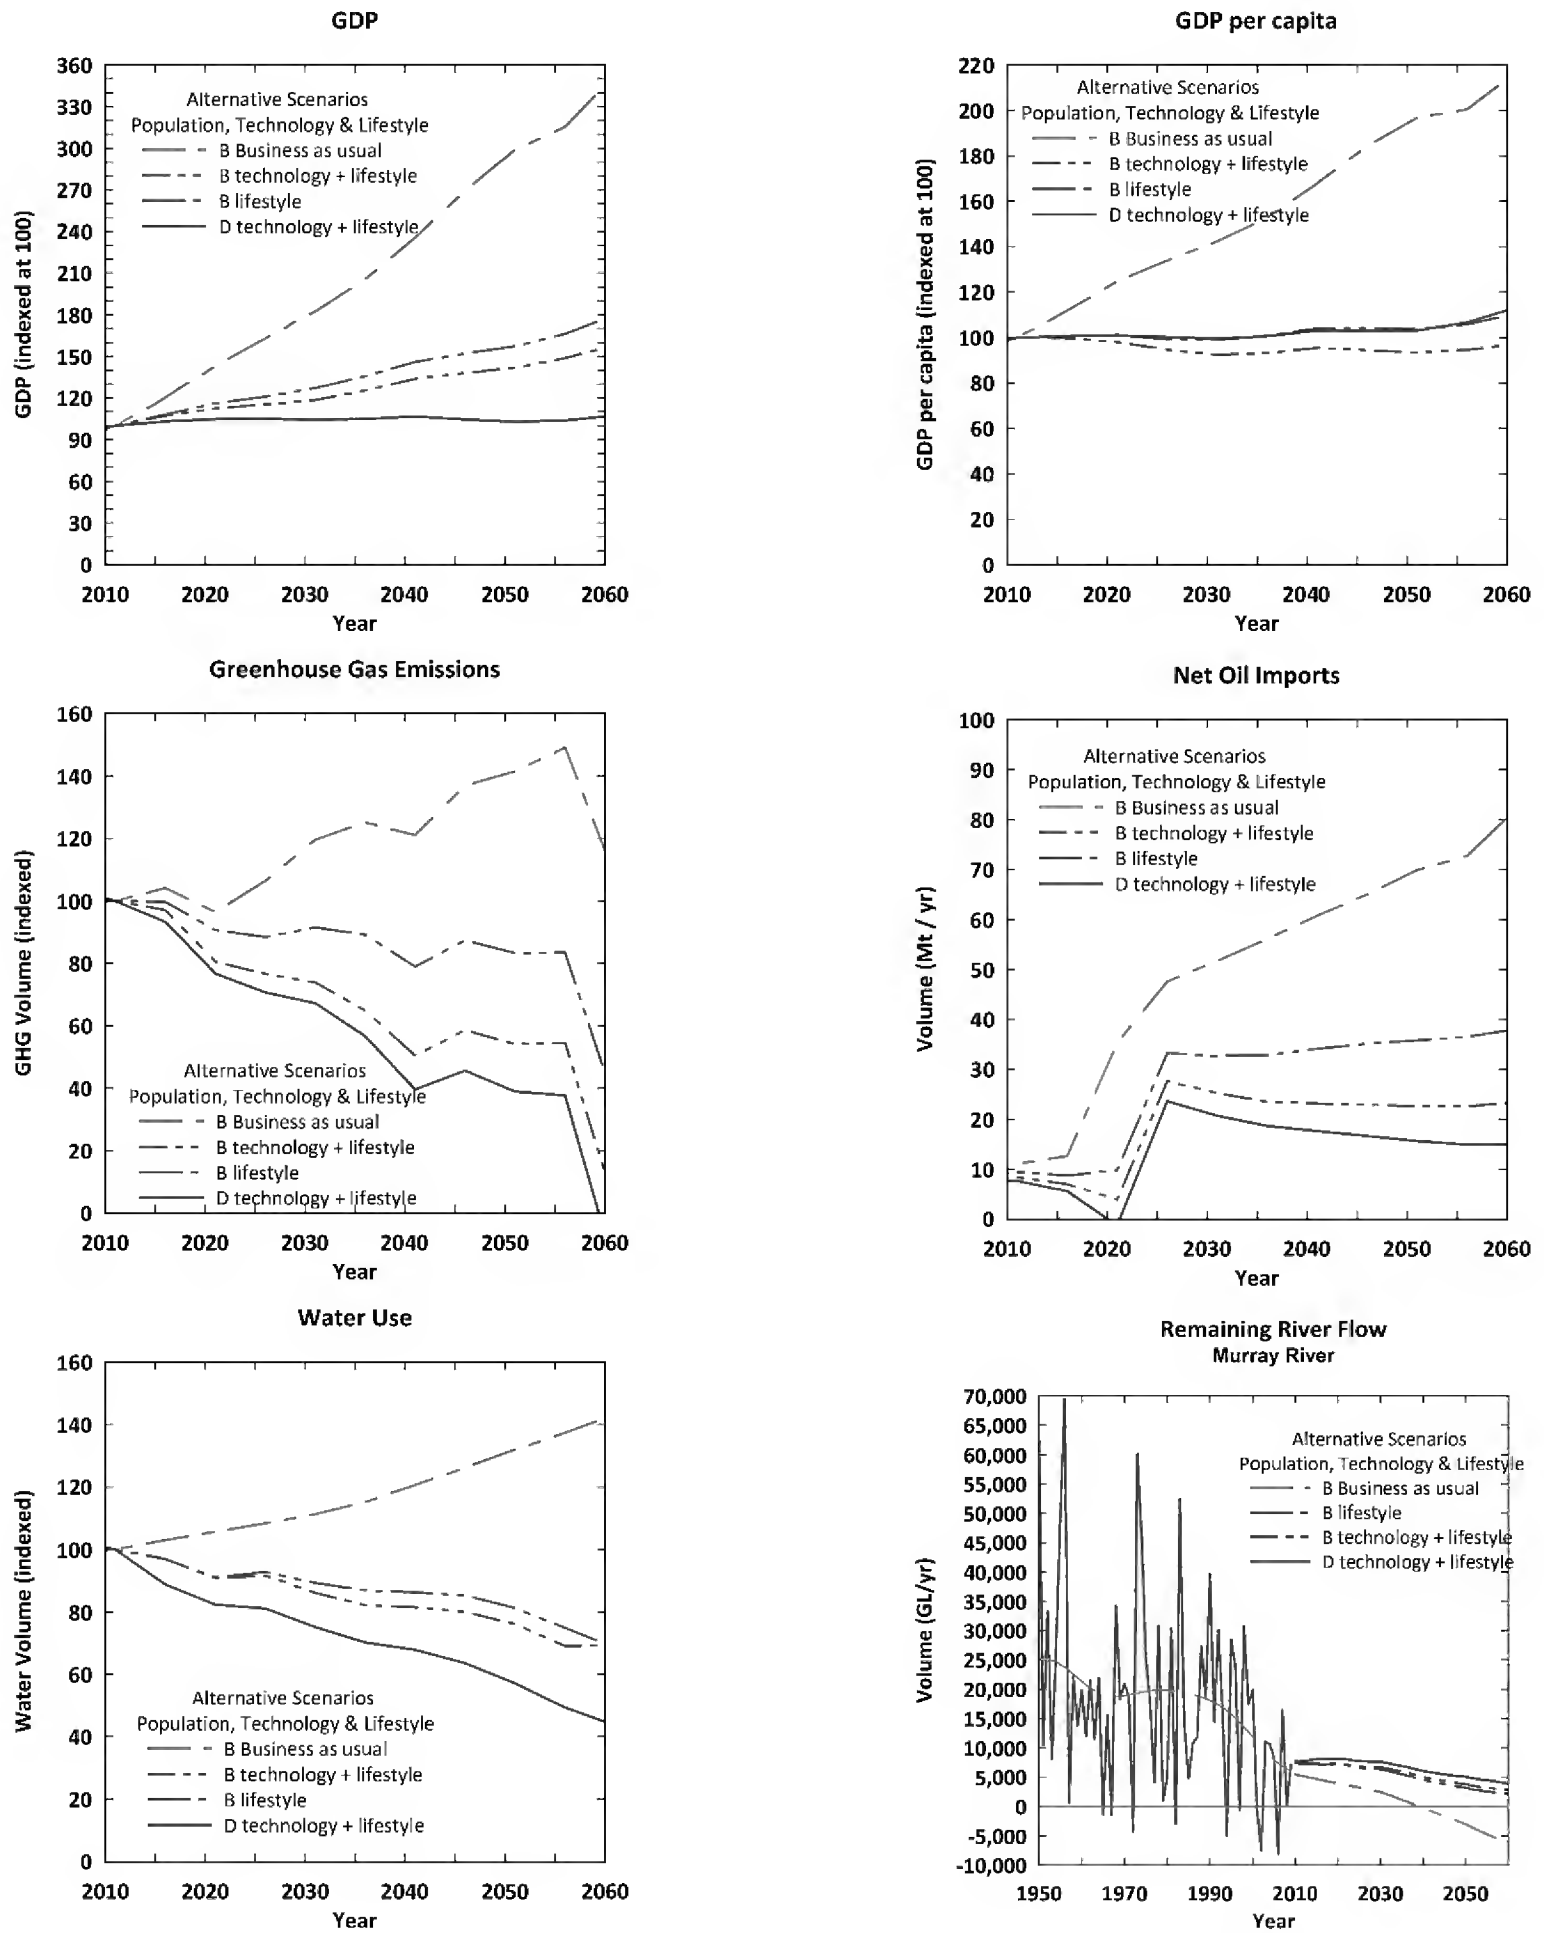 GDP
360
330
300
270
240
210
180
150
120
90
60
30
0
GDP (indexed at 100)
Alternative Scenarios
Population, Technology & Lifestyle
B Business as usual
B technology + lifestyle
B lifestyle
D technology + lifestyle
2010 2020 2030 2040 2050 2060
Year
GDP per capita
220
200
180
160
140
120
100
80
60
40
20
0
GDP per capita (indexed at 100)
Alternative Scenarios
Population, Technology & Lifestyle
B Business as usual
B technology + lifestyle
B lifestyle
D technology + lifestyle
2010 2020 2030 2040 2050 2060
Year
Greenhouse Gas Emissions
160
140
120
100
80
60
40
20
0
GHG Volume (indexed)
Alternative Scenarios
Population, Technology & Lifestyle
B Business as usual
B technology + lifestyle
B lifestyle
D technology + lifestyle
2010 2020 2030 2040 2050 2060
Year
Net Oil Imports
100
90
80
70
60
50
40
30
20
10
0
Volume (Mt / yr)
Alternative Scenarios
Population, Technology & Lifestyle
B Business as usual
B technology + lifestyle
B lifestyle
D technology + lifestyle
2010 2020 2030 2040 2050 2060
Year
Water Use
160
140
120
100
80
60
40
20
0
Water Volume (indexed)
Alternative Scenarios
Population, Technology & Lifestyle
B Business as usual
B technology + lifestyle
B lifestyle
D technology + lifestyle
2010 2020 2030 2040 2050 2060
Year
Remaining River Flow
Murray River
70,000
65,000
60,000
55,000
50,000
45,000
40,000
35,000
30,000
25,000
20,000
15,000
10,000
5,000
0
-5,000
-10,000
Volume (GL/yr)
Alternative Scenarios
Population, Technology & Lifestyle
B Business as usual
B lifestyle
B technology + lifestyle
D technology + lifestyle
1950 1970 1990 2010 2030 2050
Year